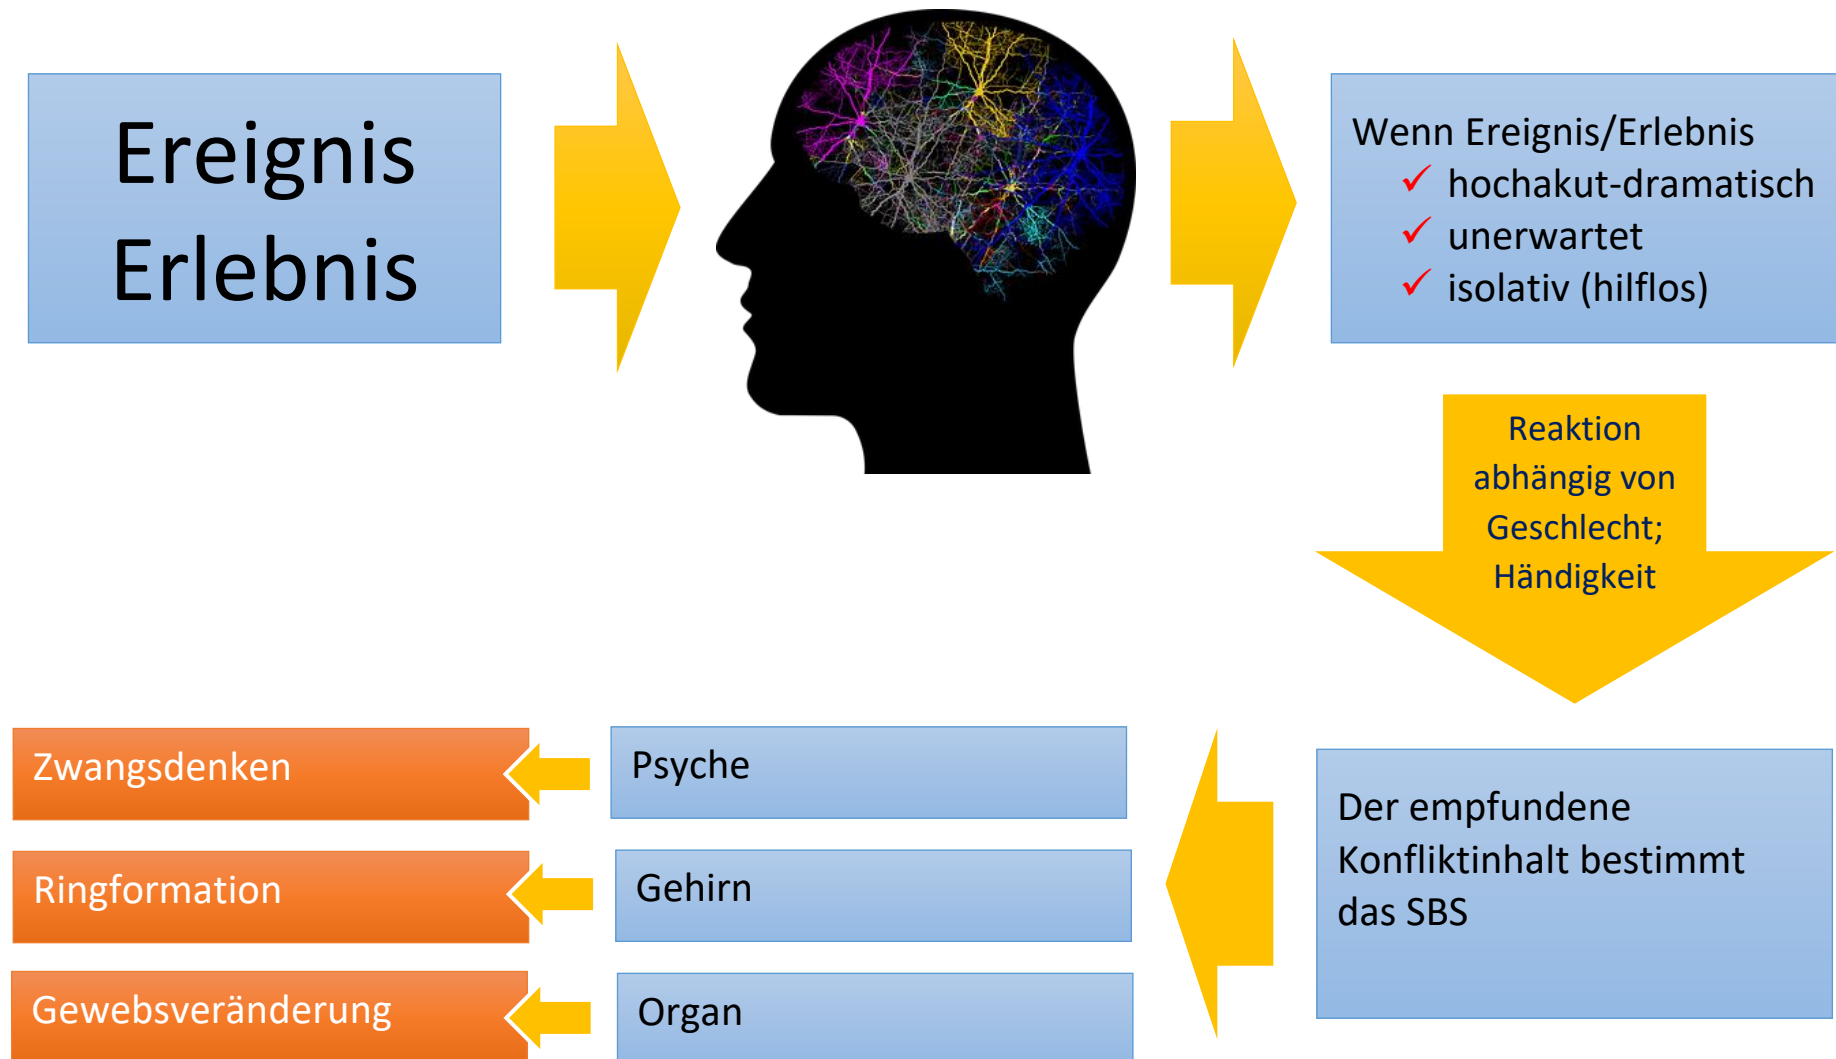 Ereignis
Erlebnis
Wenn Ereignis/Erlebnis
✓ hochakut-dramatisch
✓ unerwartet
✓ isolativ (hilflos)
Reaktion
abhängig von
Geschlecht;
Händigkeit
Der empfundene
Konfliktinhalt bestimmt
das SBS
Psyche
Zwangsdenken
Gehirn
Ringformation
Organ
Gewebsveränderung